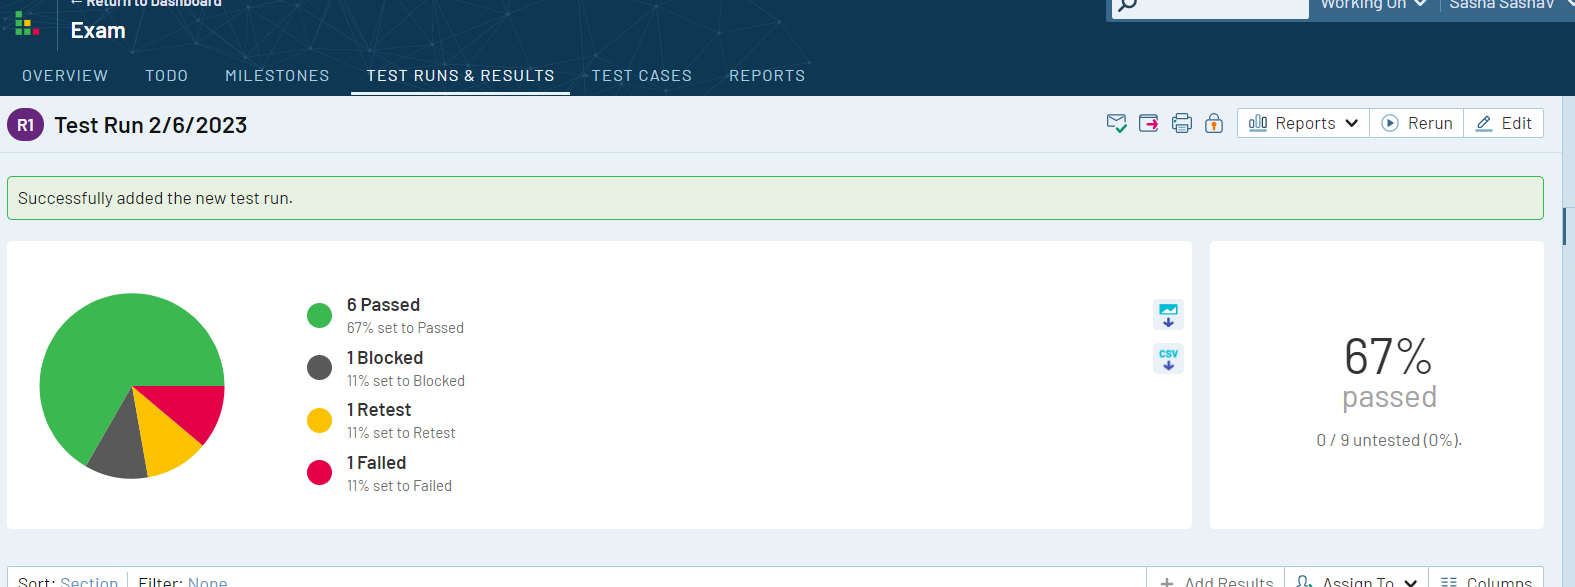 ← Return to Dashboard
Exam
Working On
Sasha SashaV
OVERVIEW TODO MILESTONES TEST RUNS & RESULTS TEST CASES REPORTS
R1 Test Run 2/6/2023
Reports Rerun Edit
Successfully added the new test run.
6 Passed
67% set to Passed
1 Blocked
11% set to Blocked
1 Retest
11% set to Retest
1 Failed
11% set to Failed
CSV
67%
passed
0 / 9 untested (0%).
Sort: Section Filter: None
Add Results Assign To Columns